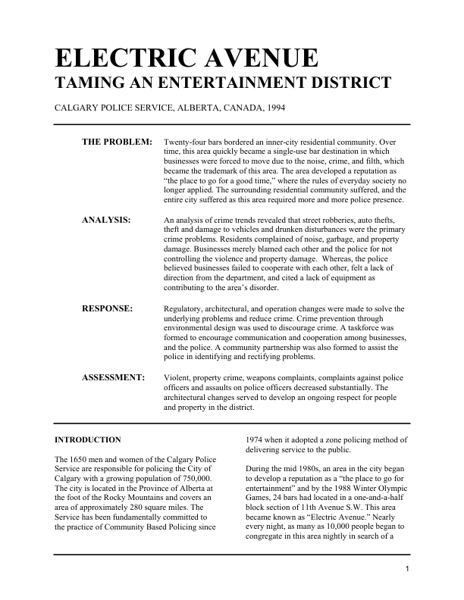 ELECTRIC AVENUE
TAMING AN ENTERTAINMENT DISTRICT
CALGARY POLICE SERVICE, ALBERTA, CANADA, 1994
THE PROBLEM: Twenty-four bars bordered an inner-city residential community. Over
time, this area quickly became a single-use bar destination in which
businesses were forced to move due to the noise, crime, and filth, which
became the trademark of this area. The area developed a reputation as
“the place to go for a good time,” where the rules of everyday society no
longer applied. The surrounding residential community suffered, and the
entire city suffered as this area required more and more police presence.
ANALYSIS: An analysis of crime trends revealed that street robberies, auto thefts,
theft and damage to vehicles and drunken disturbances were the primary
crime problems. Residents complained of noise, garbage, and property
damage. Businesses merely blamed each other and the police for not
controlling the violence and property damage. Whereas, the police
believed businesses failed to cooperate with each other, felt a lack of
direction from the department, and cited a lack of equipment as
contributing to the area’s disorder.
RESPONSE: Regulatory, architectural, and operation changes were made to solve the
underlying problems and reduce crime. Crime prevention through
environmental design was used to discourage crime. A taskforce was
formed to encourage communication and cooperation among businesses,
and the police. A community partnership was also formed to assist the
police in identifying and rectifying problems.
ASSESSMENT: Violent, property crime, weapons complaints, complaints against police
officers and assaults on police officers decreased substantially. The
architectural changes served to develop an ongoing respect for people
and property in the district.
INTRODUCTION
The 1650 men and women of the Calgary Police
Service are responsible for policing the City of
Calgary with a growing population of 750,000.
The city is located in the Province of Alberta at
the foot of the Rocky Mountains and covers an
area of approximately 280 square miles. The
Service has been fundamentally committed to
the practice of Community Based Policing since
1974 when it adopted a zone policing method of
delivering service to the public.
During the mid 1980s, an area in the city began
to develop a reputation as a “the place to go for
entertainment” and by the 1988 Winter Olympic
Games, 24 bars had located in a one-and-a-half
block section of 11th Avenue S.W. This area
became known as “Electric Avenue.” Nearly
every night, as many as 10,000 people began to
congregate in this area nightly in search of a
1